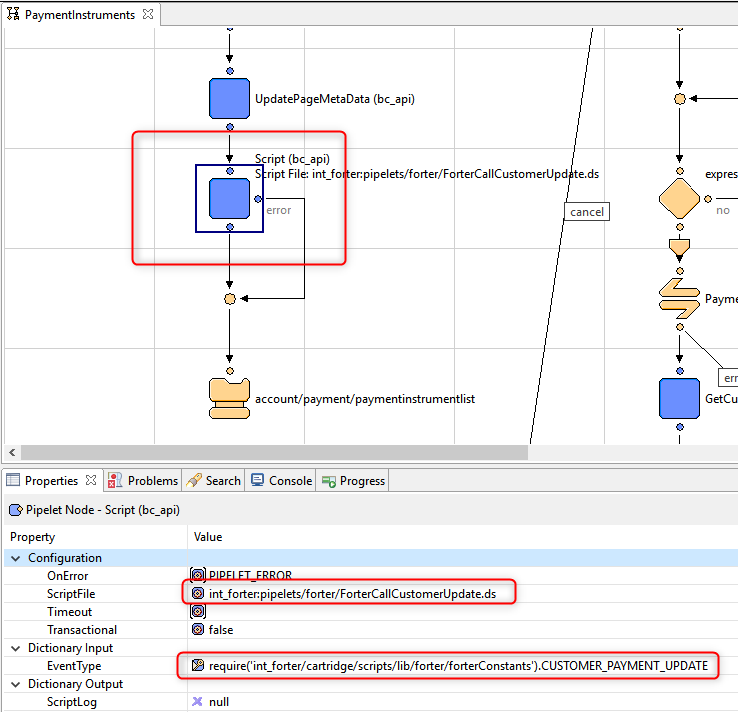 PaymentInstruments
UpdatePageMetaData (bc_api)
Script (bc_api)
Script File: int_forter:pipelets/forter/ForterCallCustomerUpdate.ds
error
cancel
expres
no
Payme
err
GetCu
account/payment/paymentinstrumentlist
Properties
Problems
Search
Console
Progress
Pipelet Node - Script (bc_api)
Property Value
Configuration
OnError PIPELET_ERROR
ScriptFile int_forter:pipelets/forter/ForterCallCustomerUpdate.ds
Timeout
Transactional false
Dictionary Input
EventType require('int_forter/cartridge/scripts/lib/forter/forterConstants').CUSTOMER_PAYMENT_UPDATE
Dictionary Output
ScriptLog null